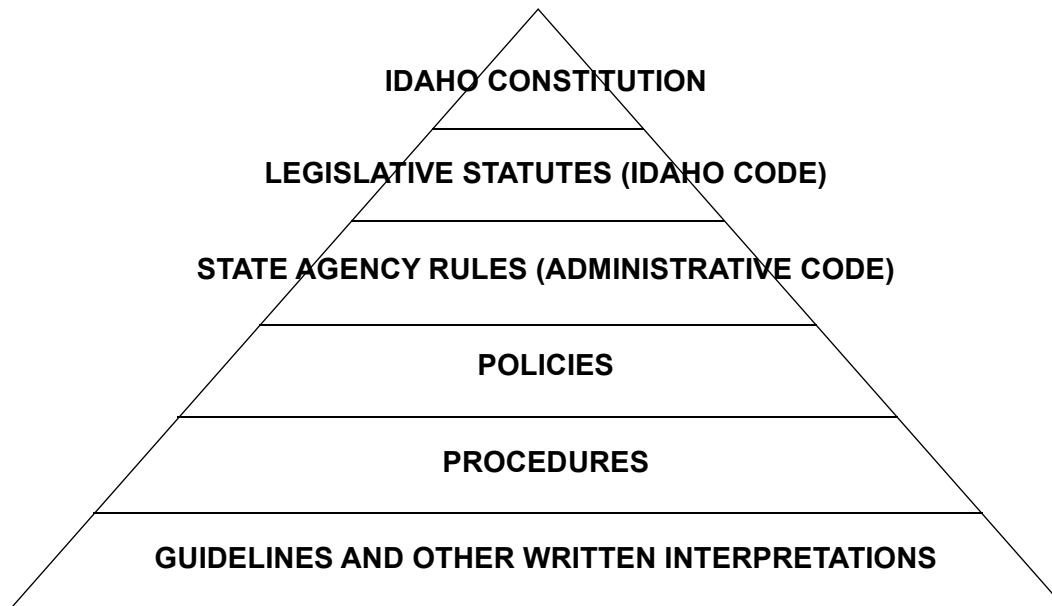 IDAHO CONSTITUTION
LEGISLATIVE STATUTES (IDAHO CODE)
STATE AGENCY RULES (ADMINISTRATIVE CODE)
POLICIES
PROCEDURES
GUIDELINES AND OTHER WRITTEN INTERPRETATIONS